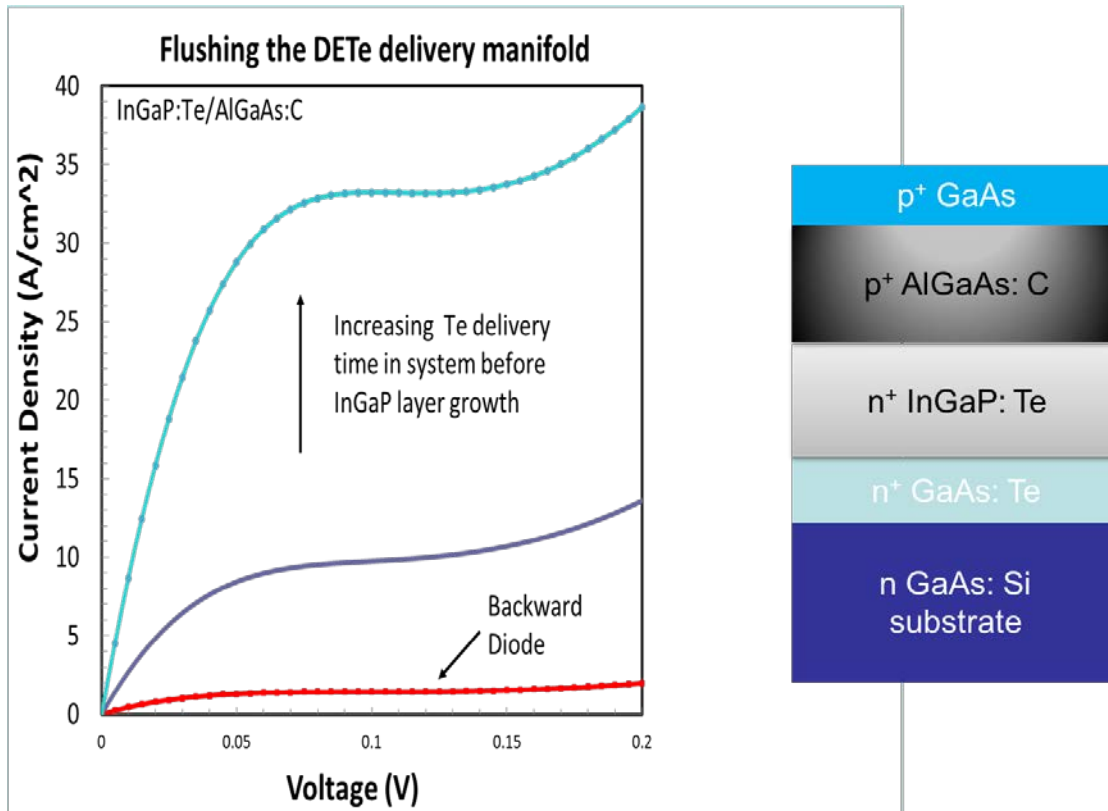 Flushing the DETe delivery manifold
InGaP:Te/AlGaAs:C
Current Density (A/cm^2)
40
35
30
25
20
15
10
5
0
Increasing Te delivery
time in system before
InGaP layer growth
Backward
Diode
0
0.05
0.1
0.15
0.2
Voltage (V)
p+ GaAs
p+ AlGaAs: C
n+ InGaP: Te
n+ GaAs: Te
n GaAs: Si
substrate